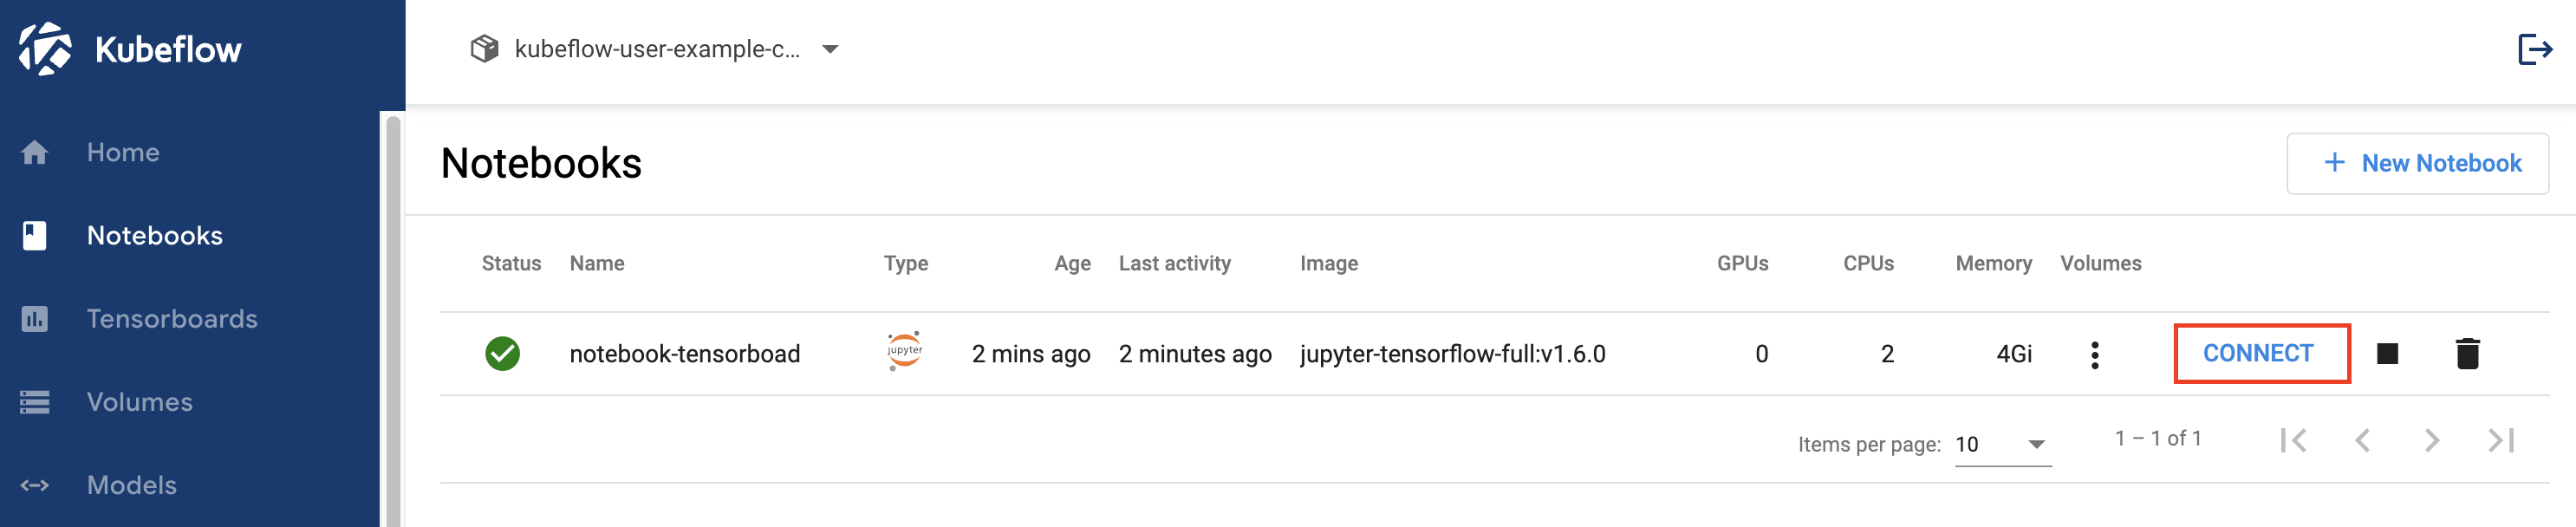 Kubeflow
kubeflow-user-example-c...
Home
Notebooks
Tensorboards
Volumes
Models
Notebooks
New Notebook
Status Name Type Age Last activity Image GPUs CPUs Memory Volumes
notebook-tensorboad jupyter 2 mins ago 2 minutes ago jupyter-tensorflow-full:v1.6.0 0 2 4Gi CONNECT
Items per page: 10 1 – 1 of 1